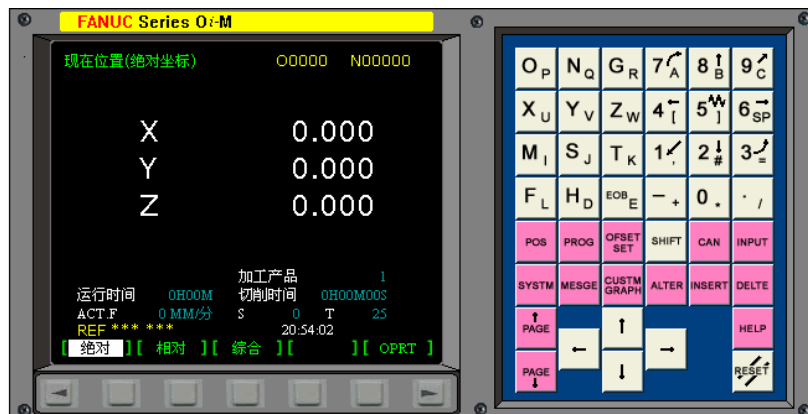 FANUC Series Oi-M
现在位置(绝对坐标) O0000 N00000
X 0.000
Y 0.000
Z 0.000
加工产品 1
运行时间 0H00M 切削时间 0H00M00S
ACT.F 0 MM/分 S 0 T 25
REF *** *** 20:54:02
[ 绝对 ][ 相对 ][ 综合 ][ ][ OPRT ]
O P N Q G R 7 A 8 B 9 C
X U Y V Z W 4 [ 5 ] 6 SP
M I S J T K 1 , 2 # 3 =
F L H D EOB E - + 0 * . /
POS PROG OFSET SET SHIFT CAN INPUT
SYSTM MESGE CUSTM GRAPH ALTER INSERT DELTE
PAGE HELP
PAGE RESET